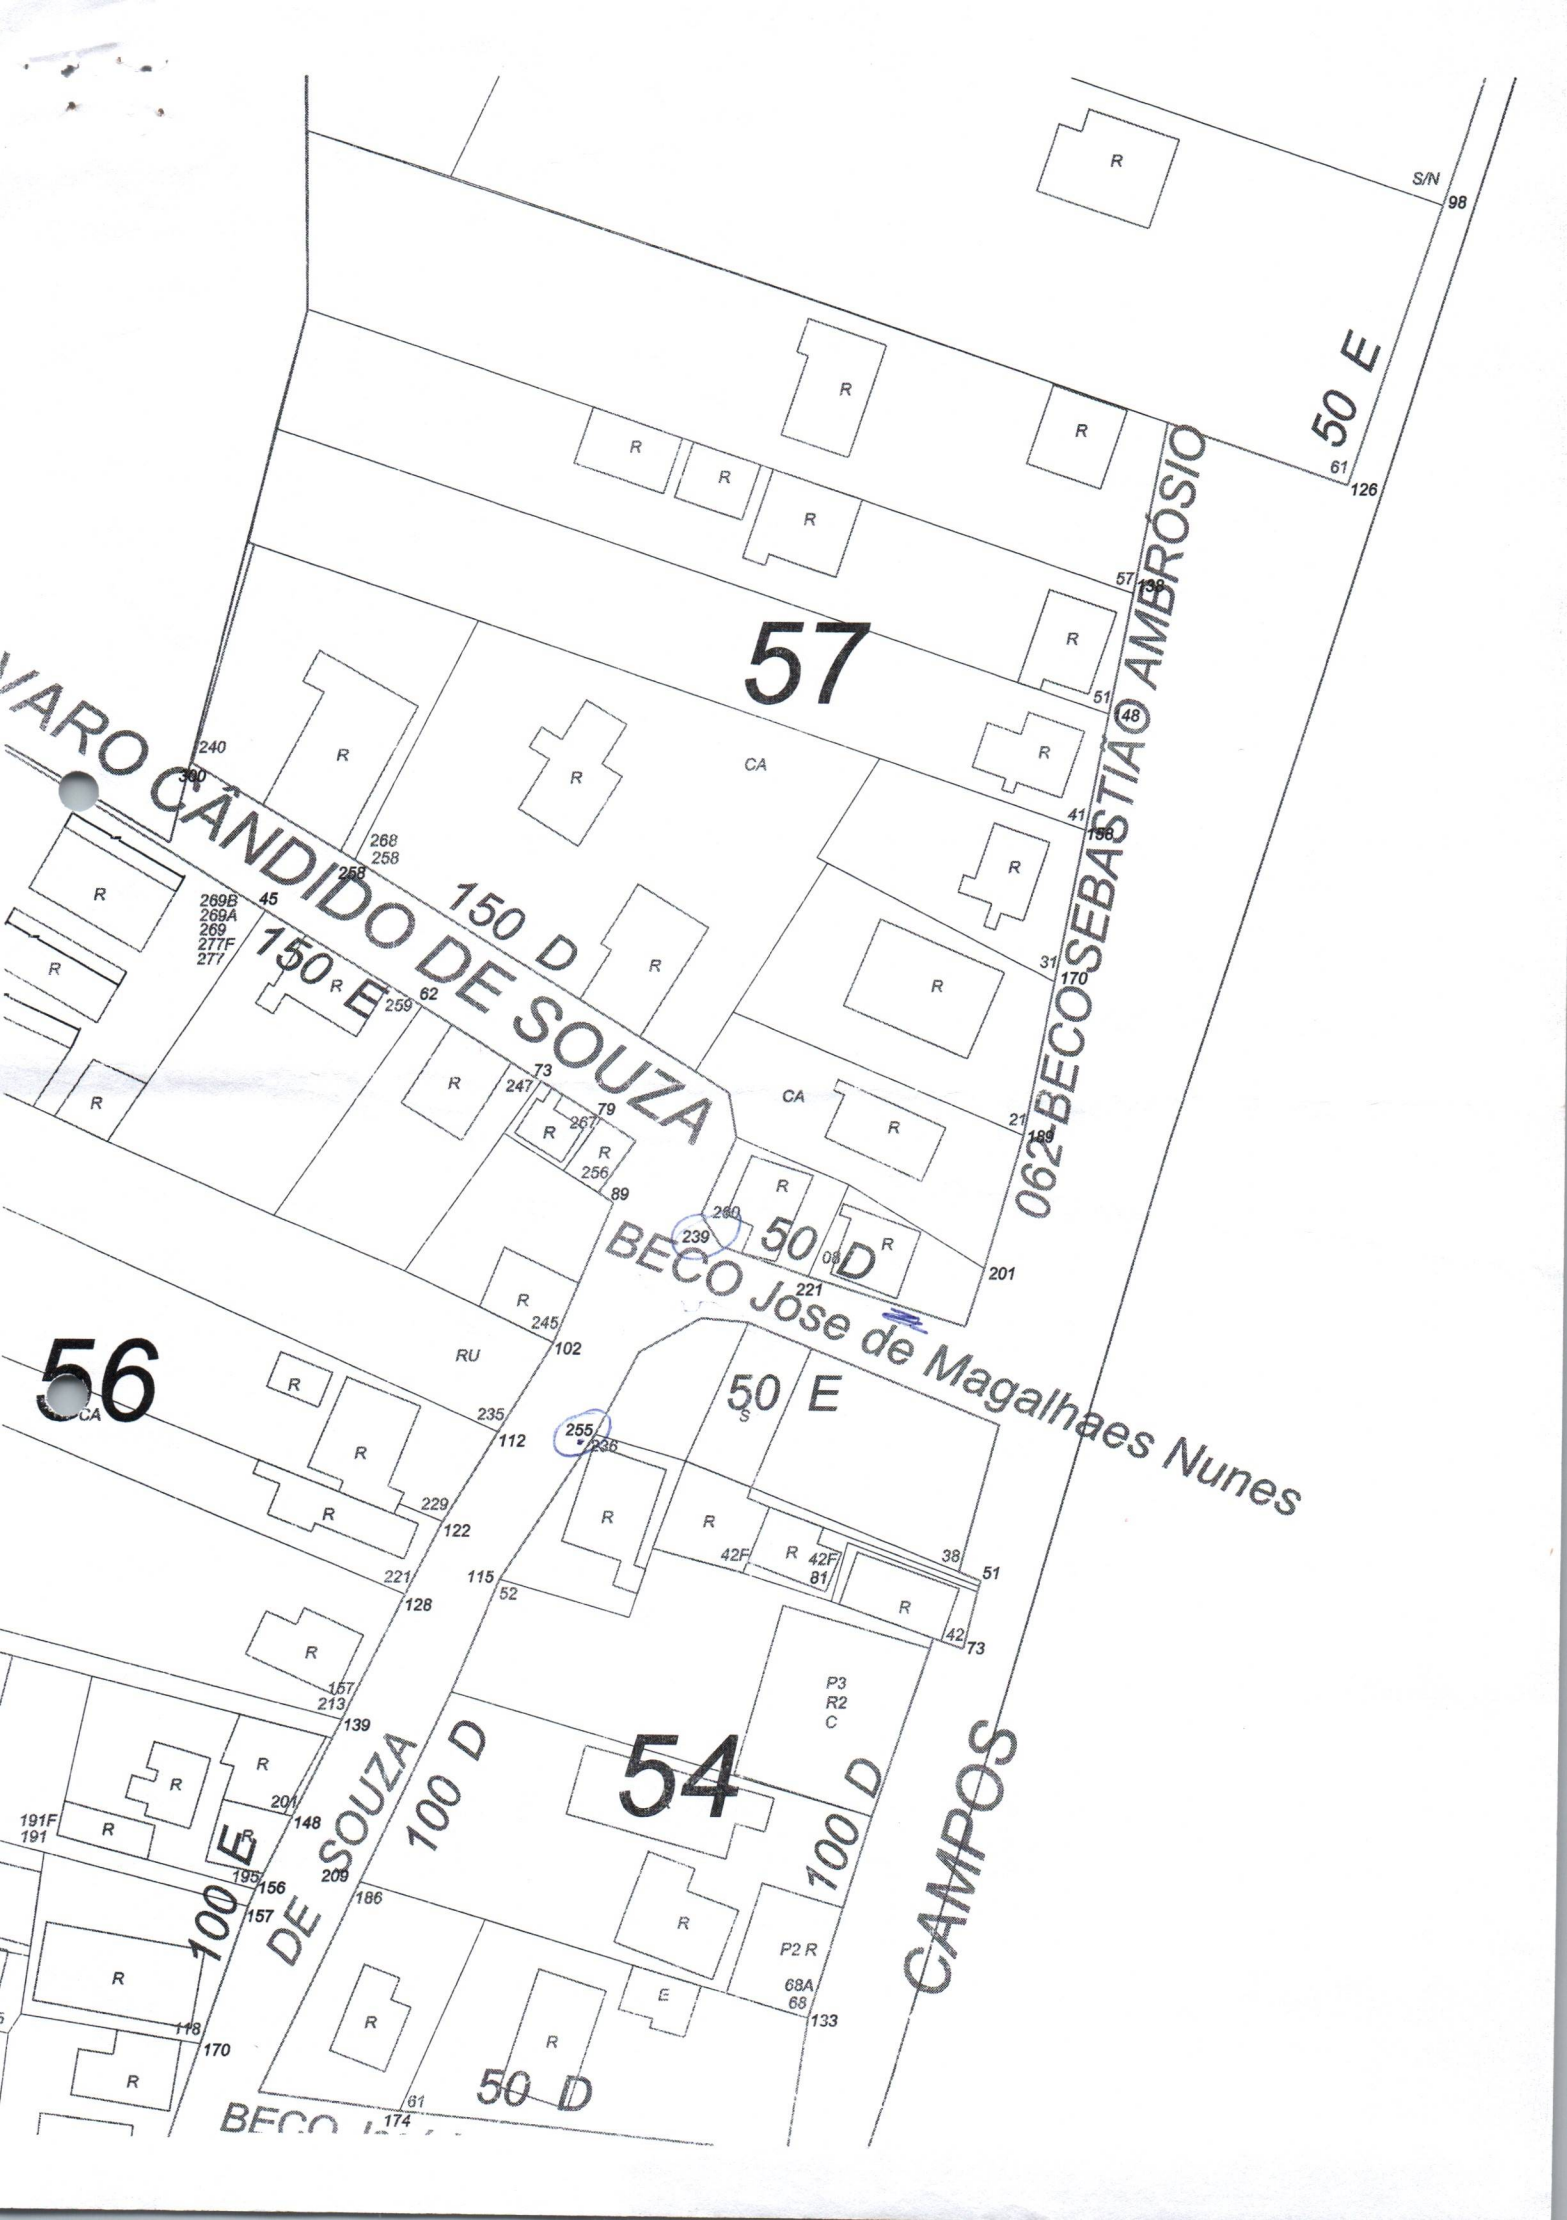 R
S/N
98
50 E
R
R
61
126
R
R
R
57
138
R
57
51
148
R
CA
240
300
R
R
41
158
268
258
258
R
R
269B
269A
269
277F
277
45
VARO CÂNDIDO DE SOUZA
150 D
150 E
R
R
259
62
R
31
170
R
062-BECO SEBASTIÃO AMBRÓSIO
R
R
73
247
79
267
R
R
256
89
CA
R
21
189
R
260
239
50 D
08
R
201
221
BECO Jose de Magalhaes Nunes
R
245
102
RU
56
CA
R
R
235
112
50 E
S
255
236
R
229
122
R
R
42F
R
42F
81
38
51
221
128
115
52
R
42
73
R
157
213
139
P3
R2
C
R
R
201
148
DE SOUZA
100 D
54
100 D
CAMPOS
191F
191
R
R
100 E
195
156
157
209
186
R
P2 R
68A
68
133
R
118
170
R
R
E
R
50 D
61
174
BECO